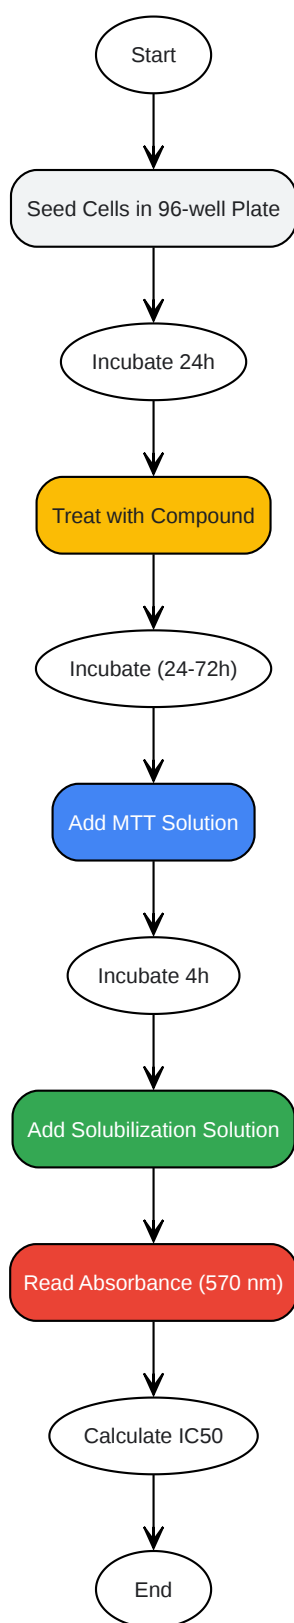 Start
Seed Cells in 96-well Plate
Incubate 24h
Treat with Compound
Incubate (24-72h)
Add MTT Solution
Incubate 4h
Add Solubilization Solution
Read Absorbance (570 nm)
Calculate IC50
End